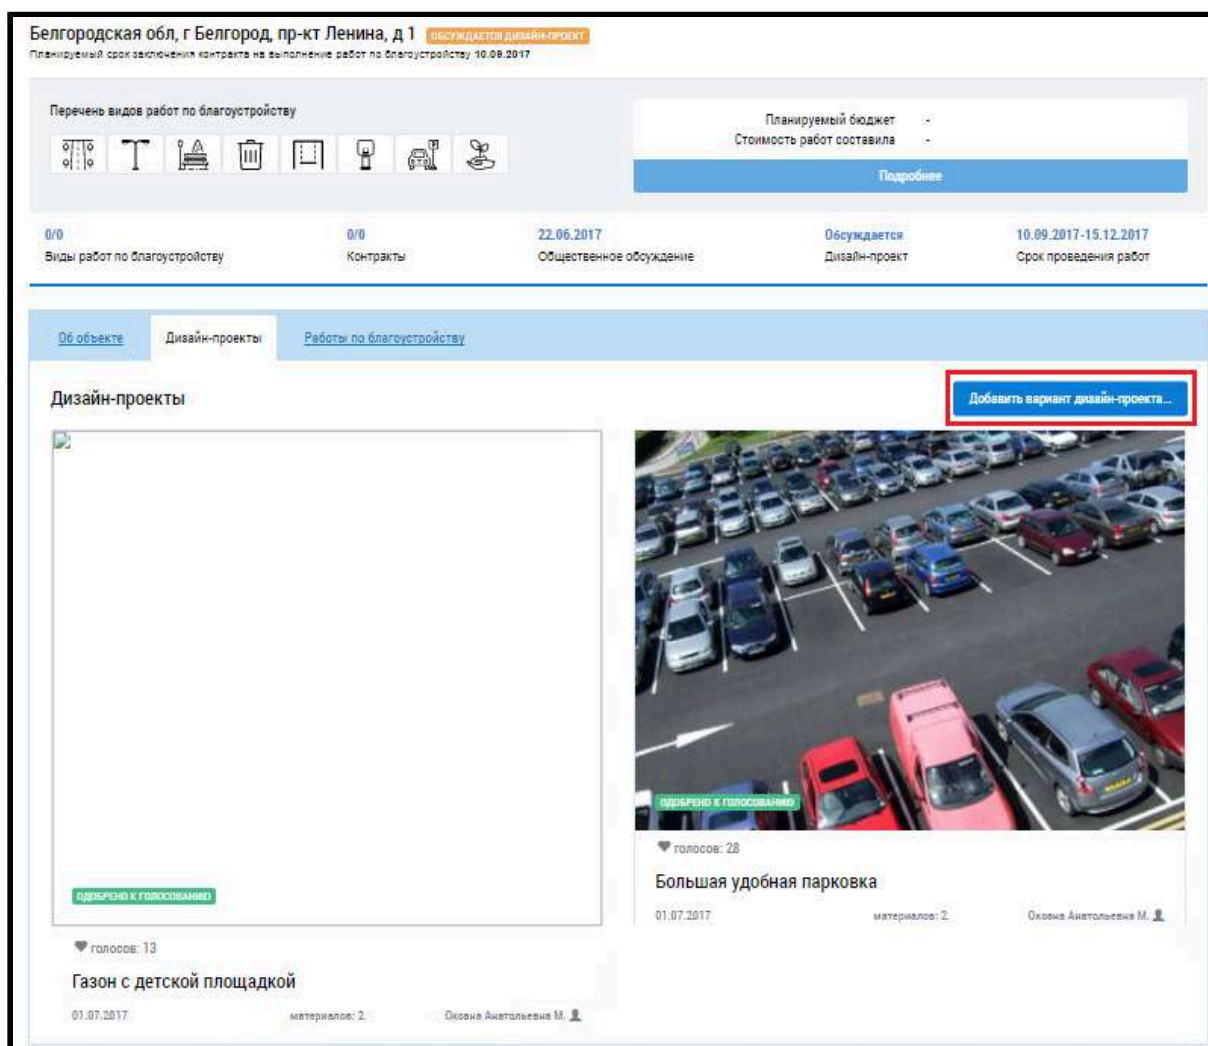 Белгородская обл, г Белгород, пр-кт Ленина, д 1 ОБСУЖДАЕТСЯ ДИЗАЙН-ПРОЕКТ
Планируемый срок заключения контракта на выполнение работ по благоустройству 10.09.2017
Перечень видов работ по благоустройству
Планируемый бюджет -
Стоимость работ составила -
Подробнее
0/0 0/0 22.06.2017 Обсуждается 10.09.2017-15.12.2017
Виды работ по благоустройству Контракты Общественное обсуждение Дизайн-проект Срок проведения работ
Об объекте Дизайн-проекты Работы по благоустройству
Дизайн-проекты Добавить вариант дизайн-проекта...
ОДОБРЕНО К ГОЛОСОВАНИЮ
голосов: 28
Большая удобная парковка
01.07.2017 материалов: 2 Оксана Анатольевна М.
ОДОБРЕНО К ГОЛОСОВАНИЮ
голосов: 13
Газон с детской площадкой
01.07.2017 материалов: 2 Оксана Анатольевна М.